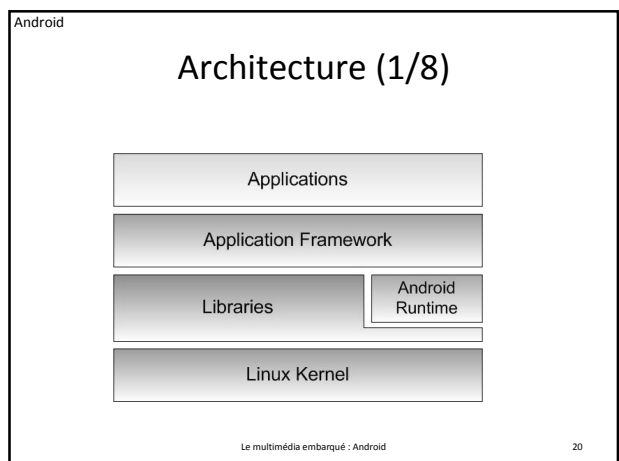 Android
Architecture (1/8)
Applications
Application Framework
Libraries
Android
Runtime
Linux Kernel
Le multimédia embarqué : Android
20